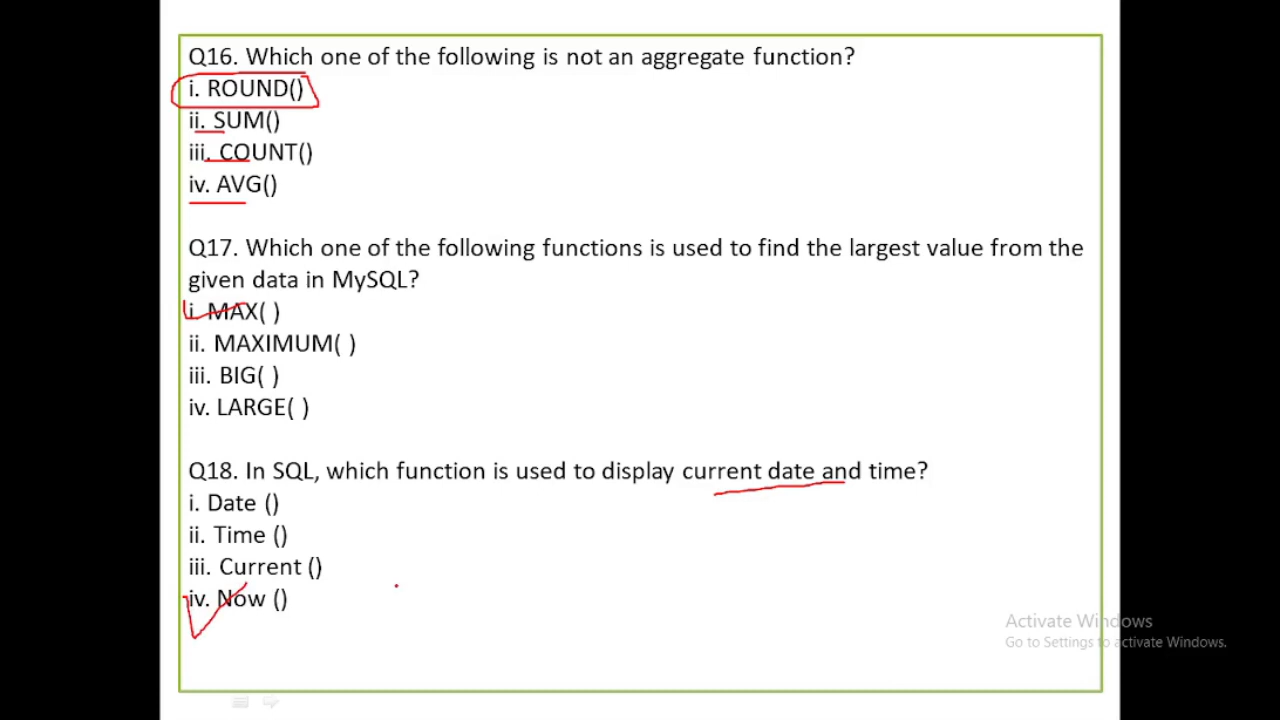 Q16. Which one of the following is not an aggregate function?
i. ROUND()
ii. SUM()
iii. COUNT()
iv. AVG()
Q17. Which one of the following functions is used to find the largest value from the
given data in MySQL?
i. MAX( )
ii. MAXIMUM( )
iii. BIG( )
iv. LARGE( )
Q18. In SQL, which function is used to display current date and time?
i. Date ()
ii. Time ()
iii. Current ()
iv. Now ()
Activate Windows
Go to Settings to activate Windows.